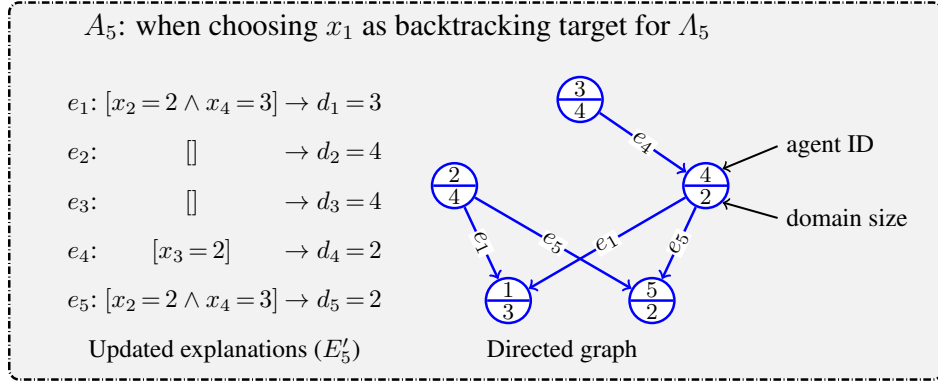 A₅: when choosing x₁ as backtracking target for Λ₅
e₁: [x₂ = 2 ∧ x₄ = 3] → d₁ = 3
e₂: [] → d₂ = 4
e₃: [] → d₃ = 4
e₄: [x₃ = 2] → d₄ = 2
e₅: [x₂ = 2 ∧ x₄ = 3] → d₅ = 2
Updated explanations (E′₅)
3
4
e₄
agent ID
4
2
domain size
2
4
e₁
e₅
e₁
e₅
1
3
5
2
Directed graph